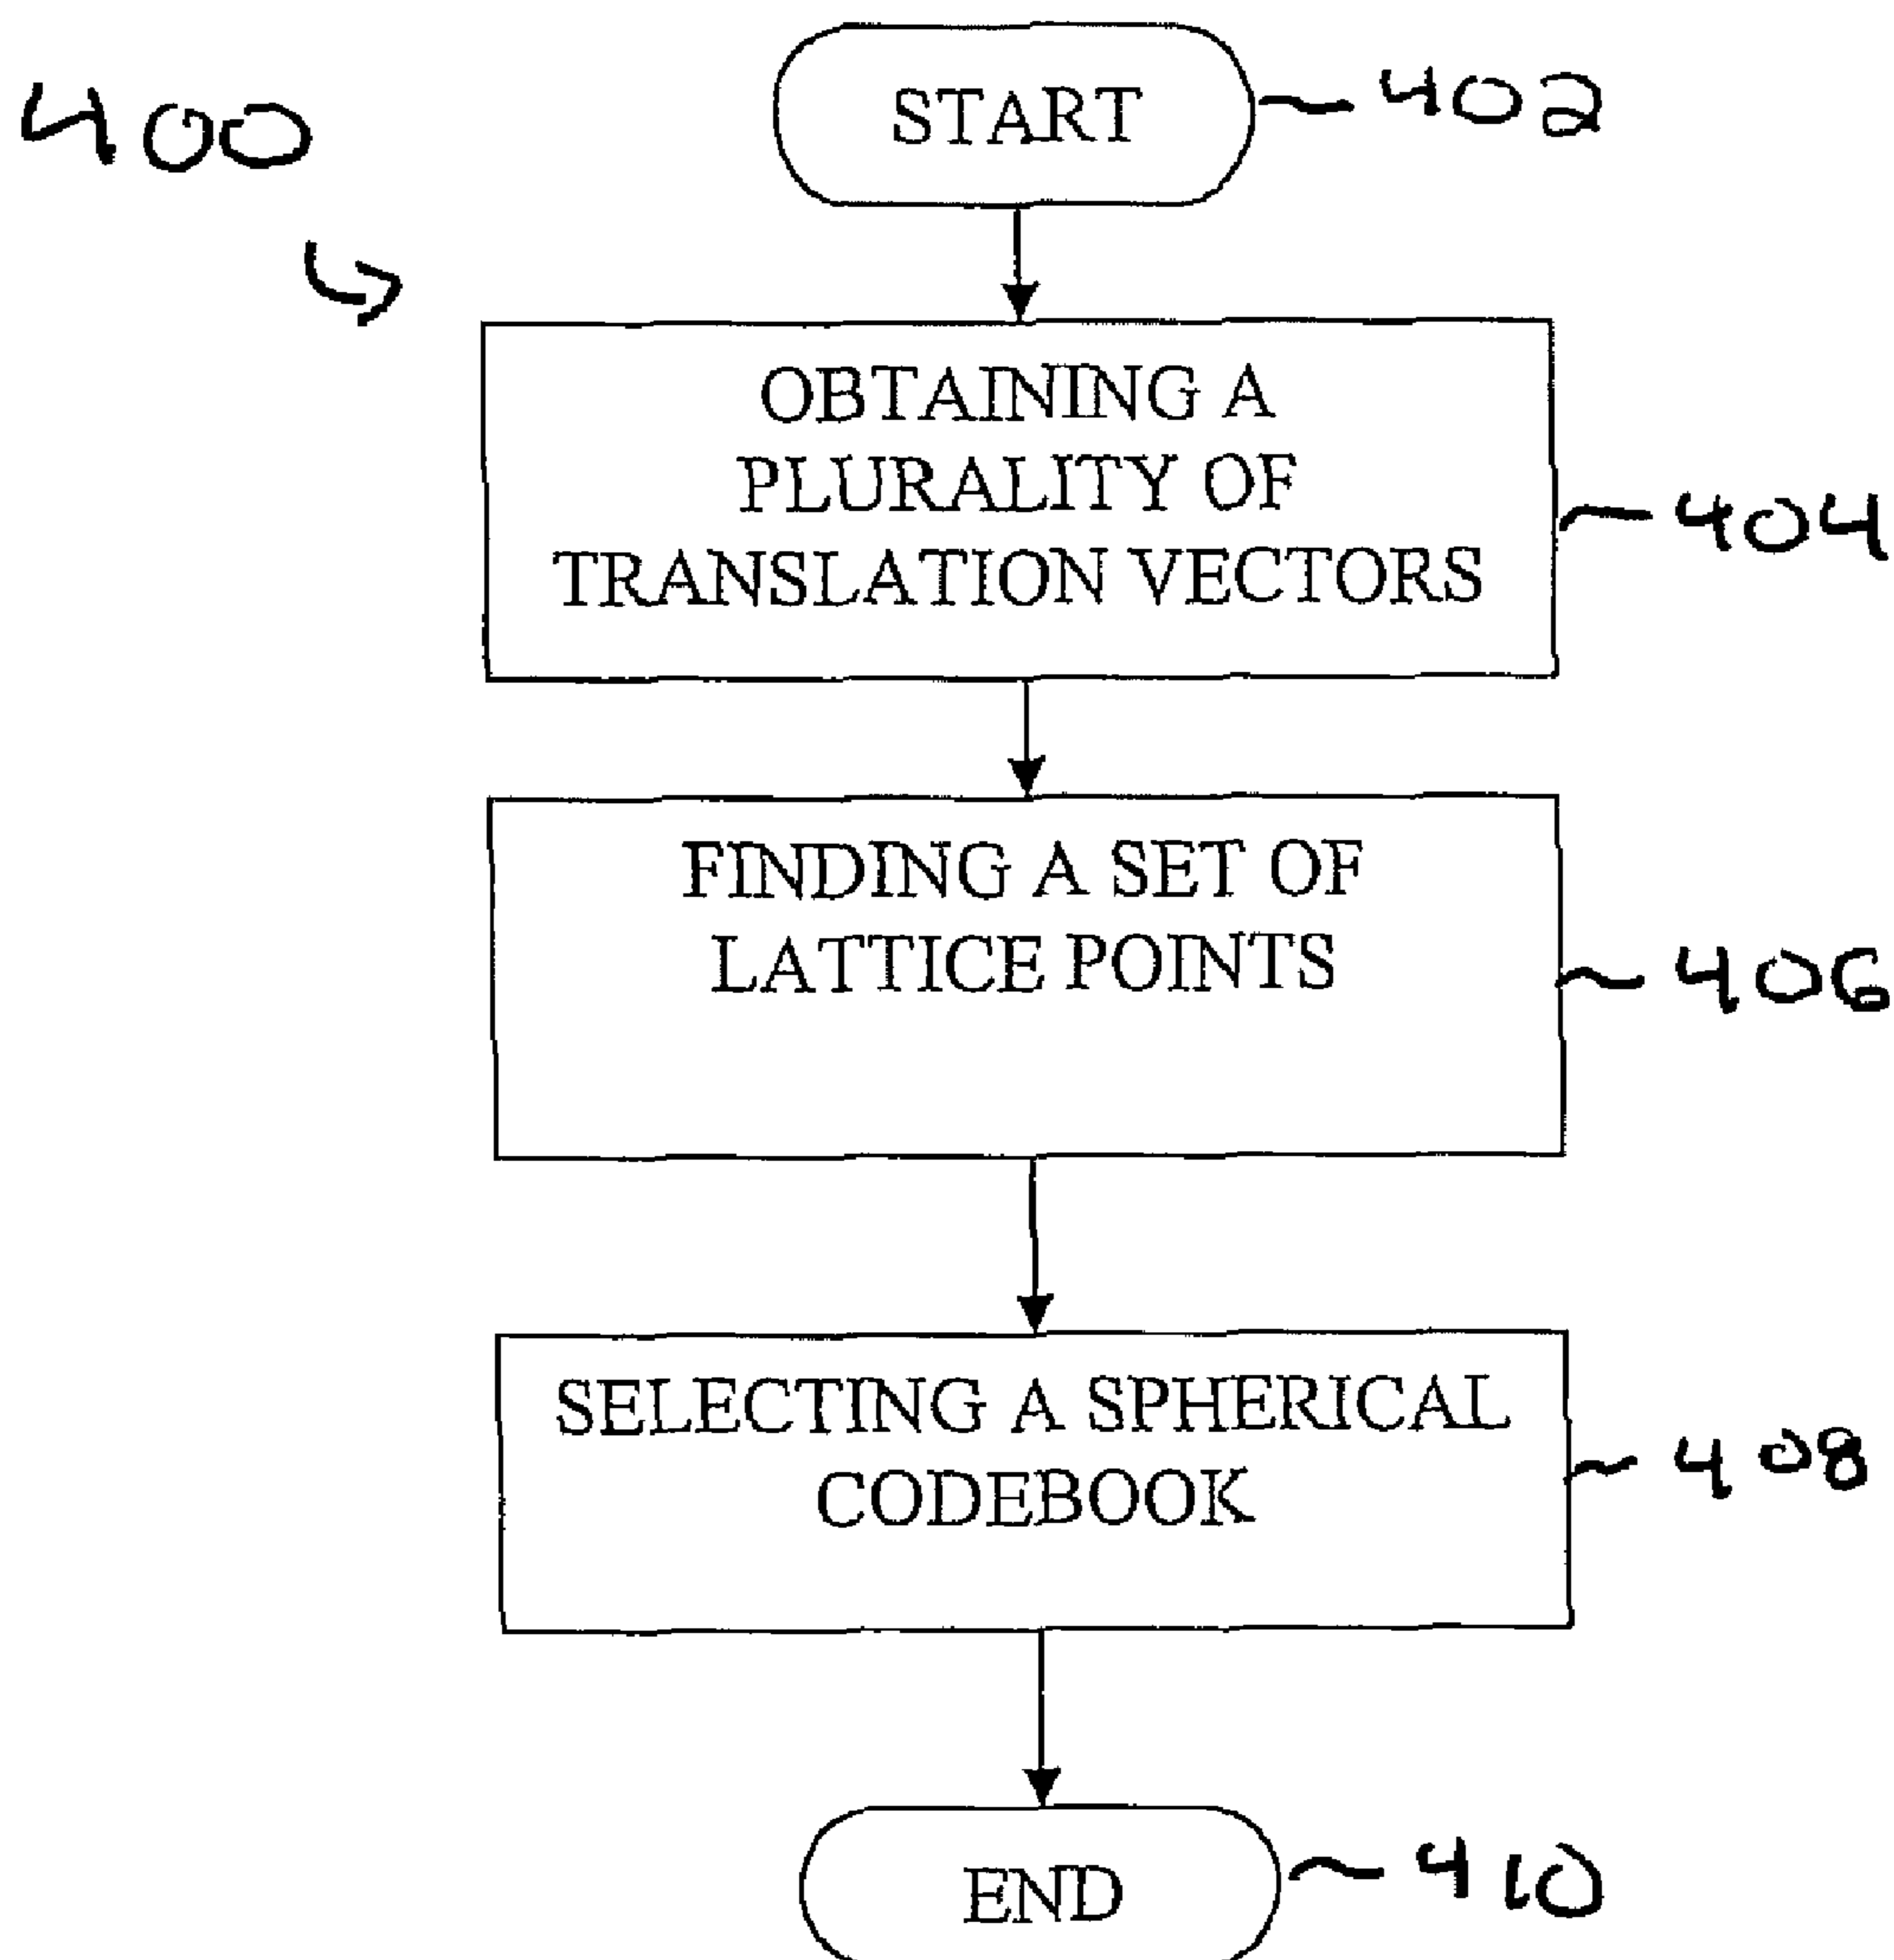 400
START
402
OBTAINING A
PLURALITY OF
TRANSLATION VECTORS
404
FINDING A SET OF
LATTICE POINTS
406
SELECTING A SPHERICAL
CODEBOOK
408
END
410